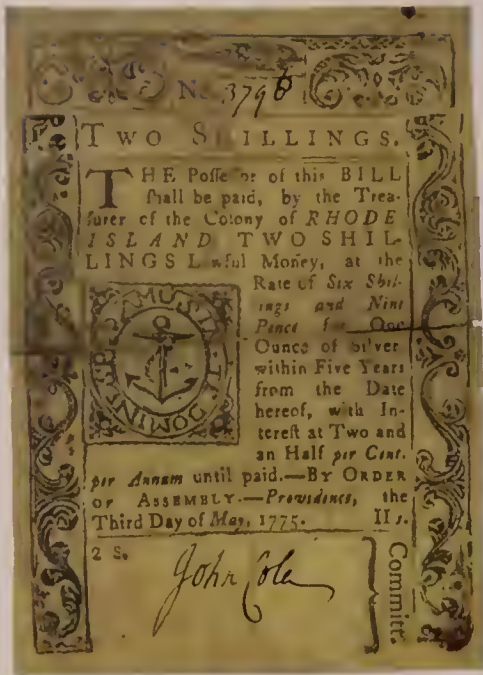 No. 3796
TWO SHILLINGS.
THE Poſſeſſor of this BILL
ſhall be paid, by the Trea-
ſurer of the Colony of RHODE
ISLAND TWO SHIL-
LINGS Lawful Money, at the
Rate of Six Shil-
lings and Nine
Pence for One
Ounce of Silver
within Five Years
from the Date
hereof, with In-
tereſt at Two and
an Half per Cent.
per Annum until paid.—BY ORDER
OF ASSEMBLY.—Providence, the
Third Day of May, 1775. II s.
IN TE DOMINE
2 S.
John Cole
Committ.